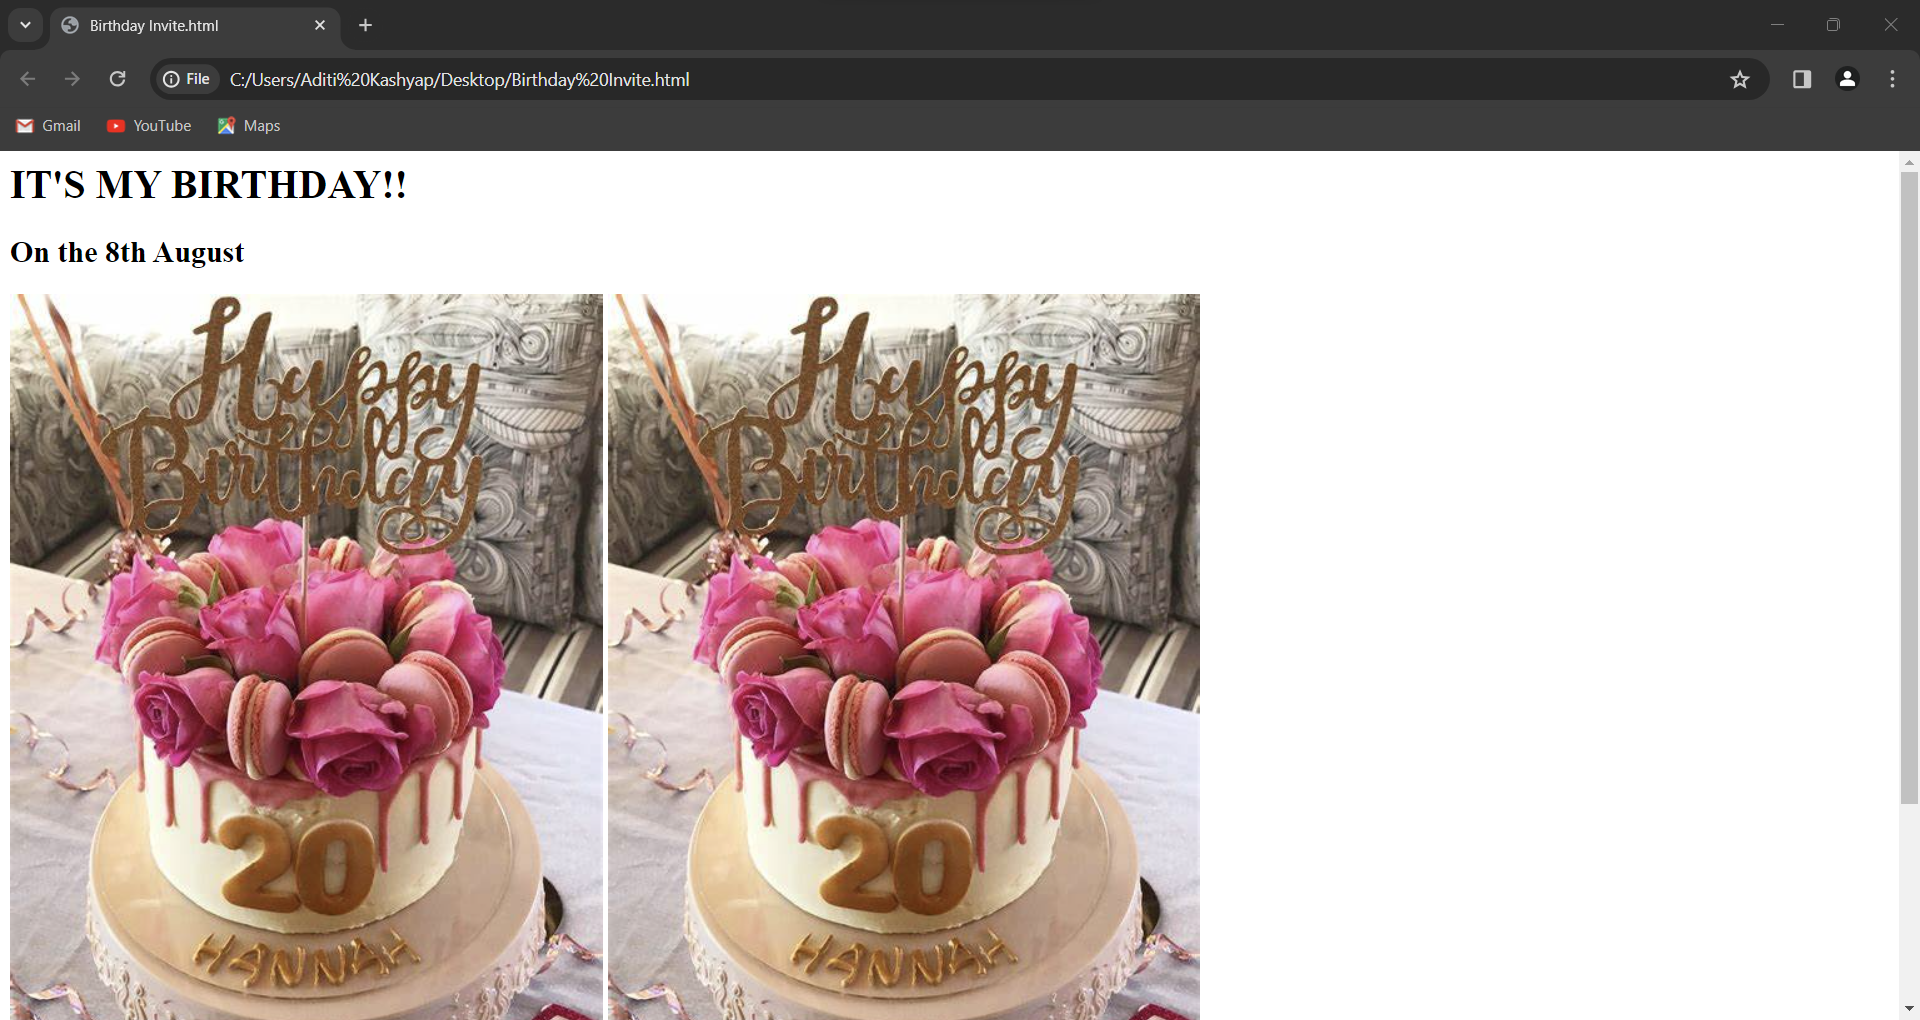 Birthday Invite.html
File C:/Users/Aditi%20Kashyap/Desktop/Birthday%20Invite.html
Gmail YouTube Maps
IT'S MY BIRTHDAY!!
On the 8th August
Happy
Birthday
20
HANNAH
Happy
Birthday
20
HANNAH